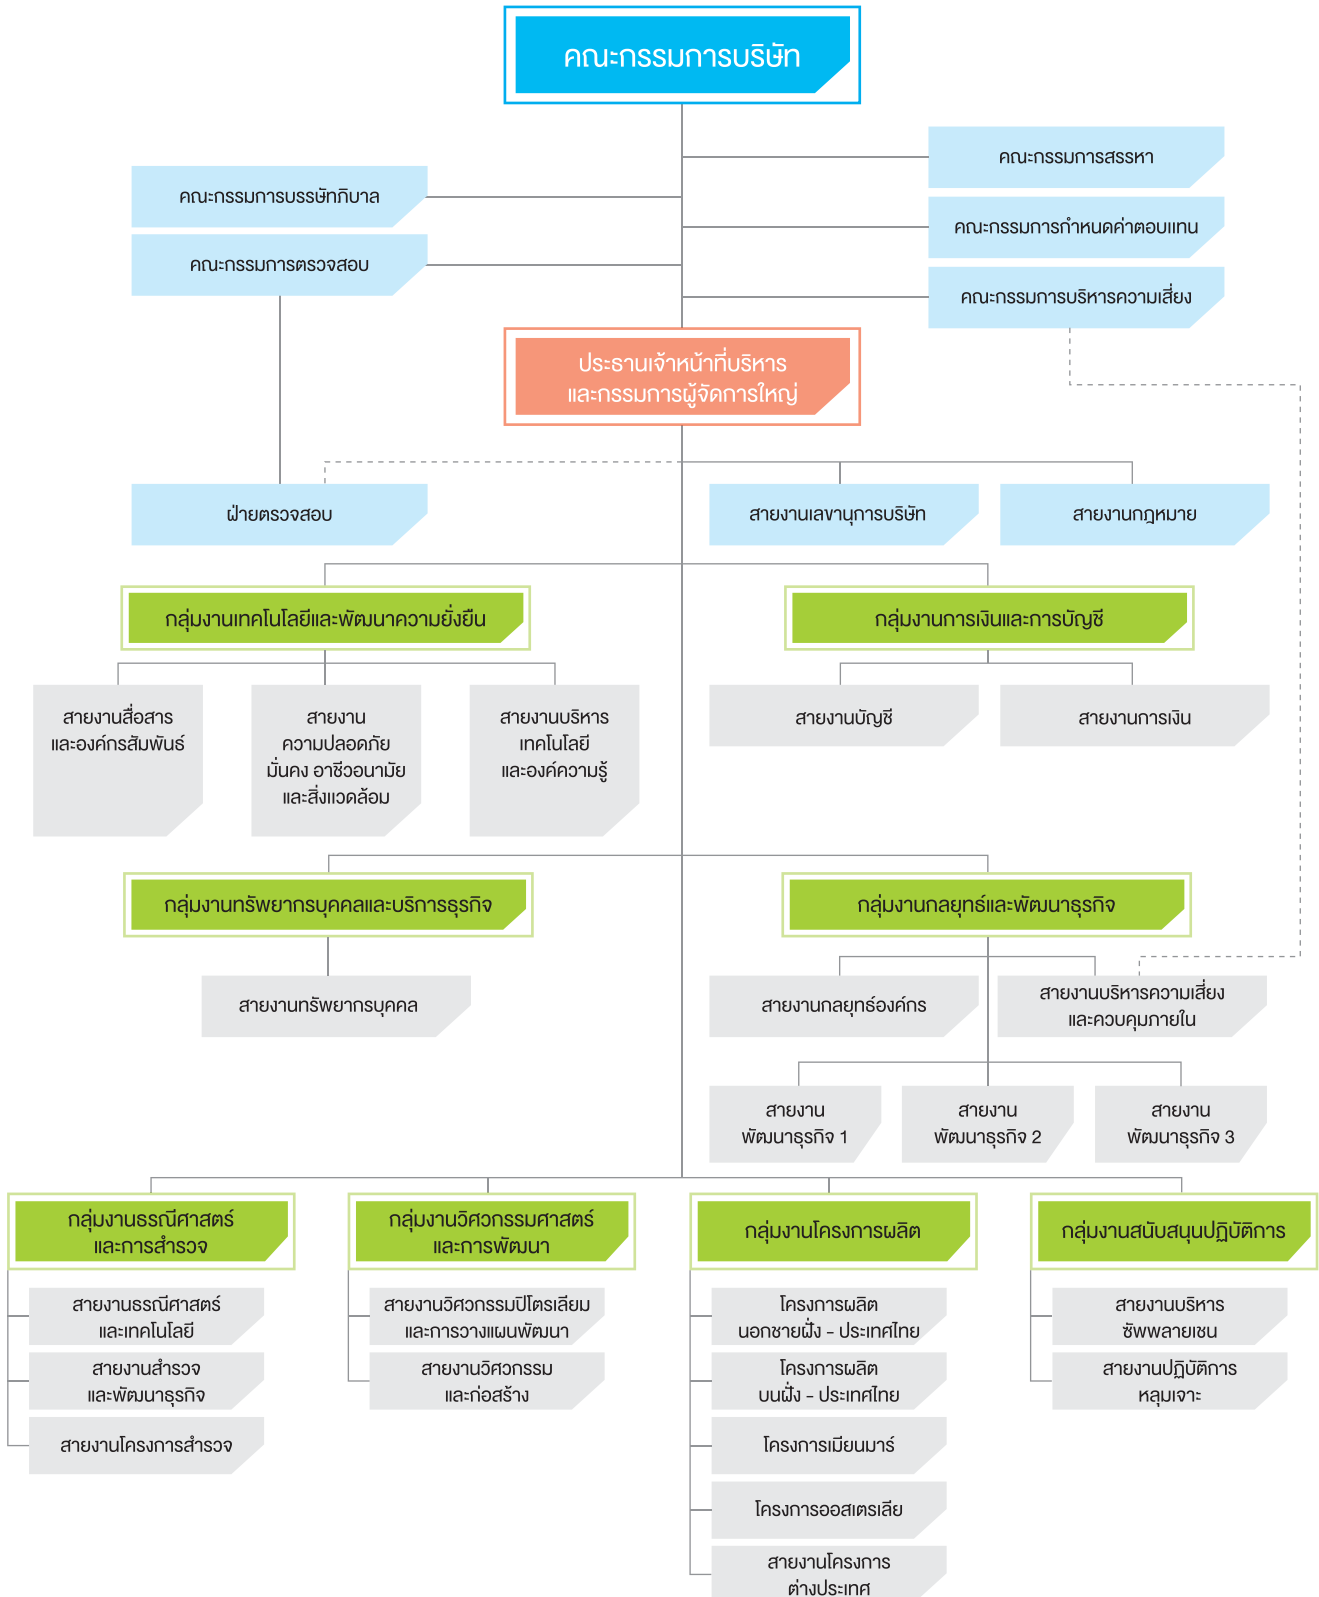 คณะกรรมการบริษัท
คณะกรรมการสรรหา
คณะกรรมการบรรษัทภิบาล
คณะกรรมการกำหนดค่าตอบแทน
คณะกรรมการตรวจสอบ
คณะกรรมการบริหารความเสี่ยง
ประธานเจ้าหน้าที่บริหาร
และกรรมการผู้จัดการใหญ่
ฝ่ายตรวจสอบ
สายงานเลขานุการบริษัท
สายงานกฎหมาย
กลุ่มงานเทคโนโลยีและพัฒนาความยั่งยืน
กลุ่มงานการเงินและการบัญชี
สายงานสื่อสาร
และองค์กรสัมพันธ์
สายงาน
ความปลอดภัย
มั่นคง อาชีวอนามัย
และสิ่งแวดล้อม
สายงานบริหาร
เทคโนโลยี
และองค์ความรู้
สายงานบัญชี
สายงานการเงิน
กลุ่มงานทรัพยากรบุคคลและบริการธุรกิจ
กลุ่มงานกลยุทธ์และพัฒนาธุรกิจ
สายงานทรัพยากรบุคคล
สายงานกลยุทธ์องค์กร
สายงานบริหารความเสี่ยง
และควบคุมภายใน
สายงาน
พัฒนาธุรกิจ 1
สายงาน
พัฒนาธุรกิจ 2
สายงาน
พัฒนาธุรกิจ 3
กลุ่มงานธรณีศาสตร์
และการสำรวจ
กลุ่มงานวิศวกรรมศาสตร์
และการพัฒนา
กลุ่มงานโครงการผลิต
กลุ่มงานสนับสนุนปฏิบัติการ
สายงานธรณีศาสตร์
และเทคโนโลยี
สายงานสำรวจ
และพัฒนาธุรกิจ
สายงานโครงการสำรวจ
สายงานวิศวกรรมปิโตรเลียม
และการวางแผนพัฒนา
สายงานวิศวกรรม
และก่อสร้าง
โครงการผลิต
นอกชายฝั่ง - ประเทศไทย
โครงการผลิต
บนฝั่ง - ประเทศไทย
โครงการเมียนมาร์
โครงการออสเตรเลีย
สายงานโครงการ
ต่างประเทศ
สายงานบริหาร
ซัพพลายเชน
สายงานปฏิบัติการ
หลุมเจาะ